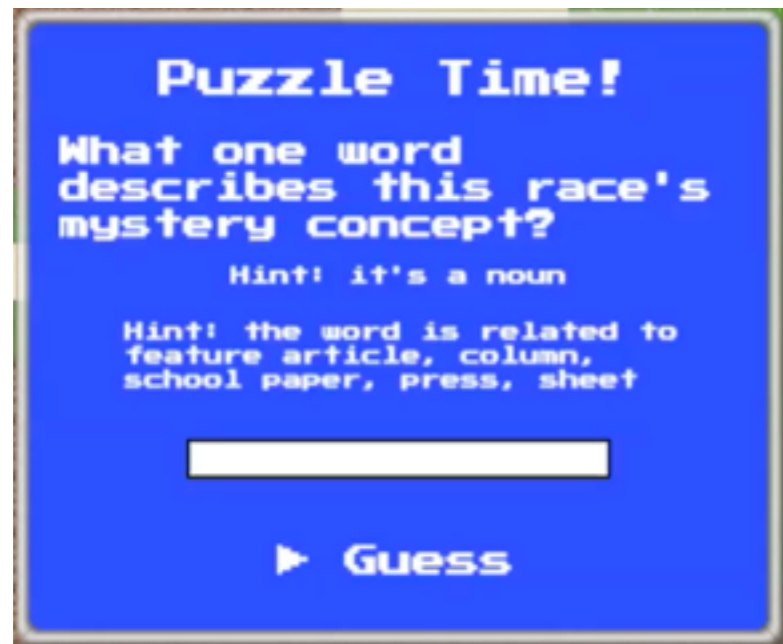 Puzzle Time!
What one word
describes this race's
mystery concept?
Hint: it's a noun
Hint: the word is related to
feature article, column,
school paper, press, sheet
▶ Guess